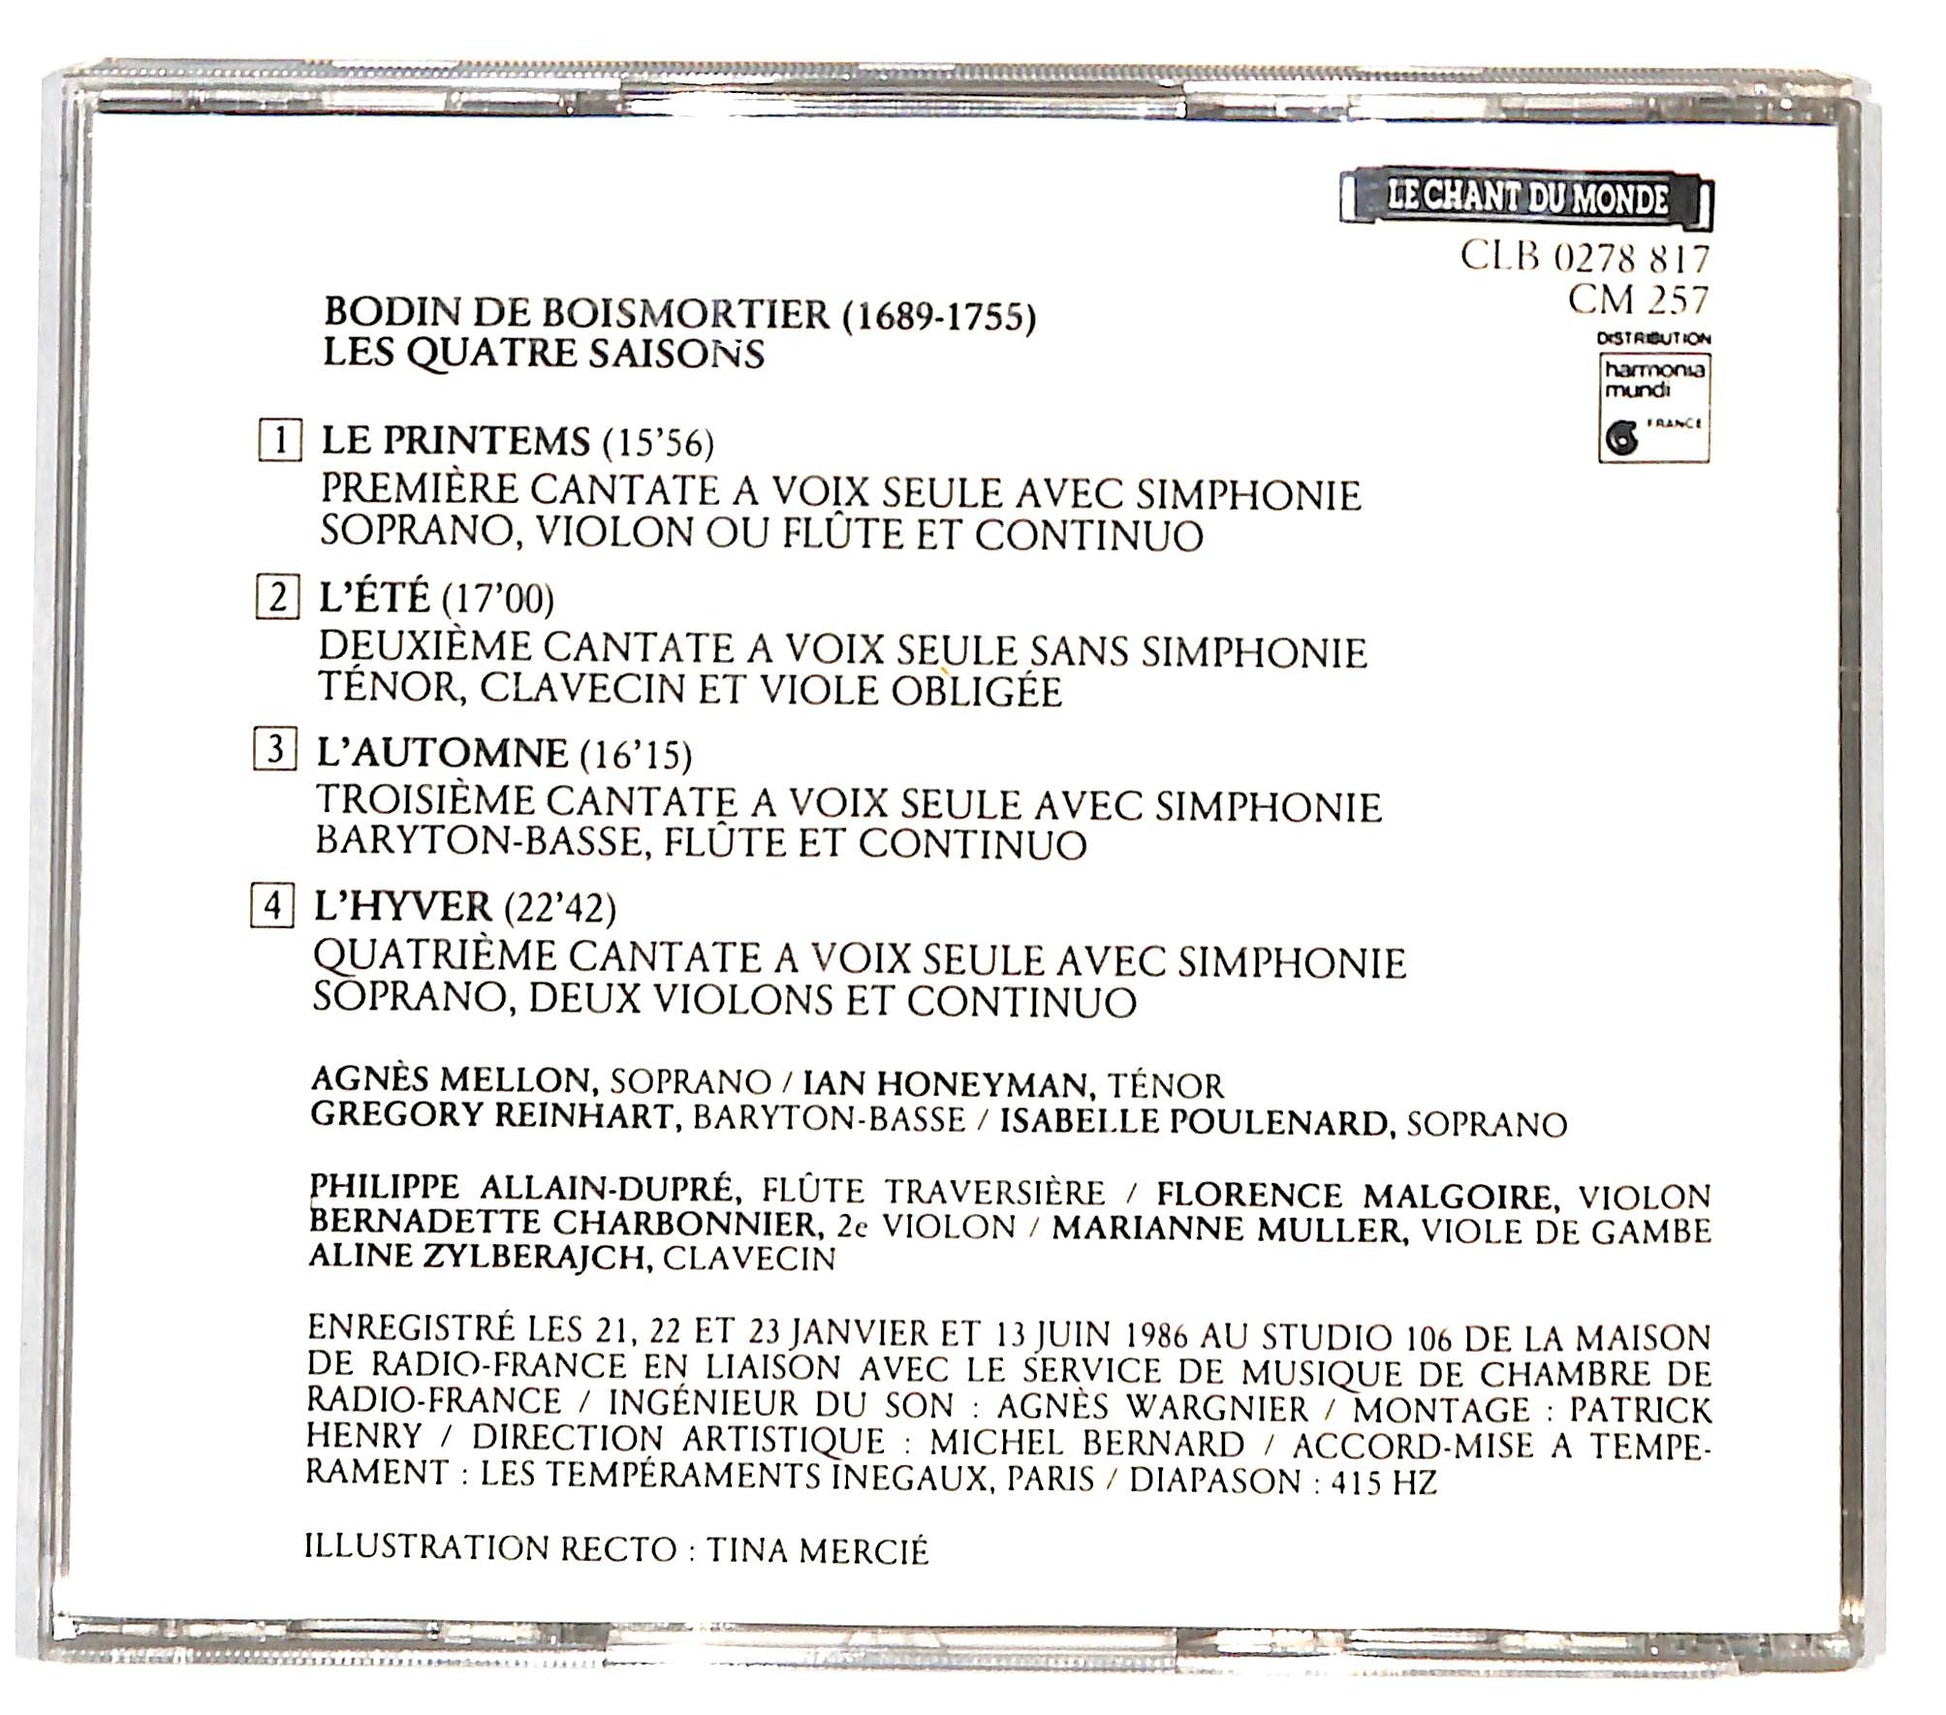 LE CHANT DU MONDE
CLB 0278 817
CM 257
DISTRIBUTION
harmonia
mundi
FRANCE
BODIN DE BOISMORTIER (1689-1755)
LES QUATRE SAISONS
1 LE PRINTEMS (15'56)
PREMIÈRE CANTATE A VOIX SEULE AVEC SIMPHONIE
SOPRANO, VIOLON OU FLÛTE ET CONTINUO
2 L'ÉTÉ (17'00)
DEUXIÈME CANTATE A VOIX SEULE SANS SIMPHONIE
TÉNOR, CLAVECIN ET VIOLE OBLIGÉE
3 L'AUTOMNE (16'15)
TROISIÈME CANTATE A VOIX SEULE AVEC SIMPHONIE
BARYTON-BASSE, FLÛTE ET CONTINUO
4 L'HYVER (22'42)
QUATRIÈME CANTATE A VOIX SEULE AVEC SIMPHONIE
SOPRANO, DEUX VIOLONS ET CONTINUO
AGNÈS MELLON, SOPRANO / IAN HONEYMAN, TÉNOR
GREGORY REINHART, BARYTON-BASSE / ISABELLE POULENARD, SOPRANO
PHILIPPE ALLAIN-DUPRÉ, FLÛTE TRAVERSIÈRE / FLORENCE MALGOIRE, VIOLON
BERNADETTE CHARBONNIER, 2e VIOLON / MARIANNE MULLER, VIOLE DE GAMBE
ALINE ZYLBERAJCH, CLAVECIN
ENREGISTRÉ LES 21, 22 ET 23 JANVIER ET 13 JUIN 1986 AU STUDIO 106 DE LA MAISON
DE RADIO-FRANCE EN LIAISON AVEC LE SERVICE DE MUSIQUE DE CHAMBRE DE
RADIO-FRANCE / INGÉNIEUR DU SON : AGNÈS WARGNIER / MONTAGE : PATRICK
HENRY / DIRECTION ARTISTIQUE : MICHEL BERNARD / ACCORD-MISE A TEMPE-
RAMENT : LES TEMPÉRAMENTS INEGAUX, PARIS / DIAPASON : 415 HZ
ILLUSTRATION RECTO : TINA MERCIÉ